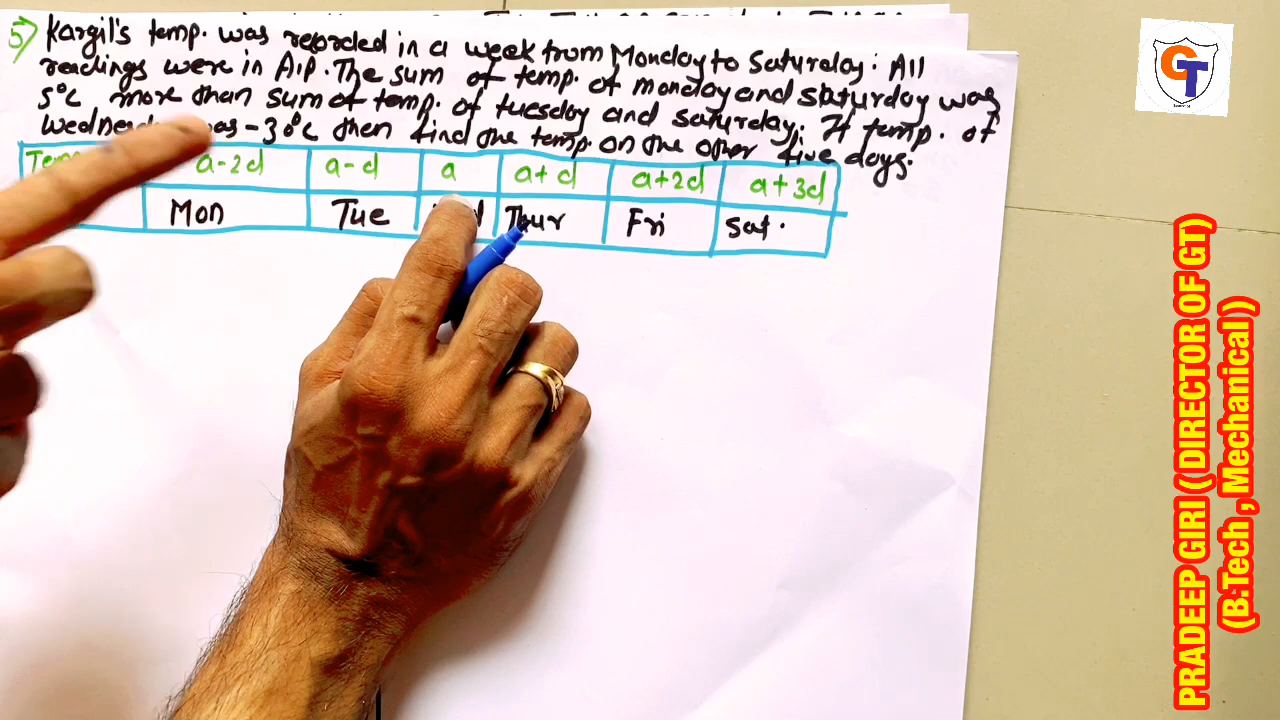 5) Kargil's temp. was recorded in a week from Monday to Saturday. All
readings were in A.P. The sum of temp. of monday and saturday was
5°C more than sum of temp. of tuesday and saturday. If temp. of
was -30°C then find the temp. on the other five days.
a-2d a-d a a+d a+2d a+3d
Mon Tue Thur Fri Sat.
GT
PRADEEP GIRI (( DIRECTOR OF GT)
(B.Tech , Mechanical )